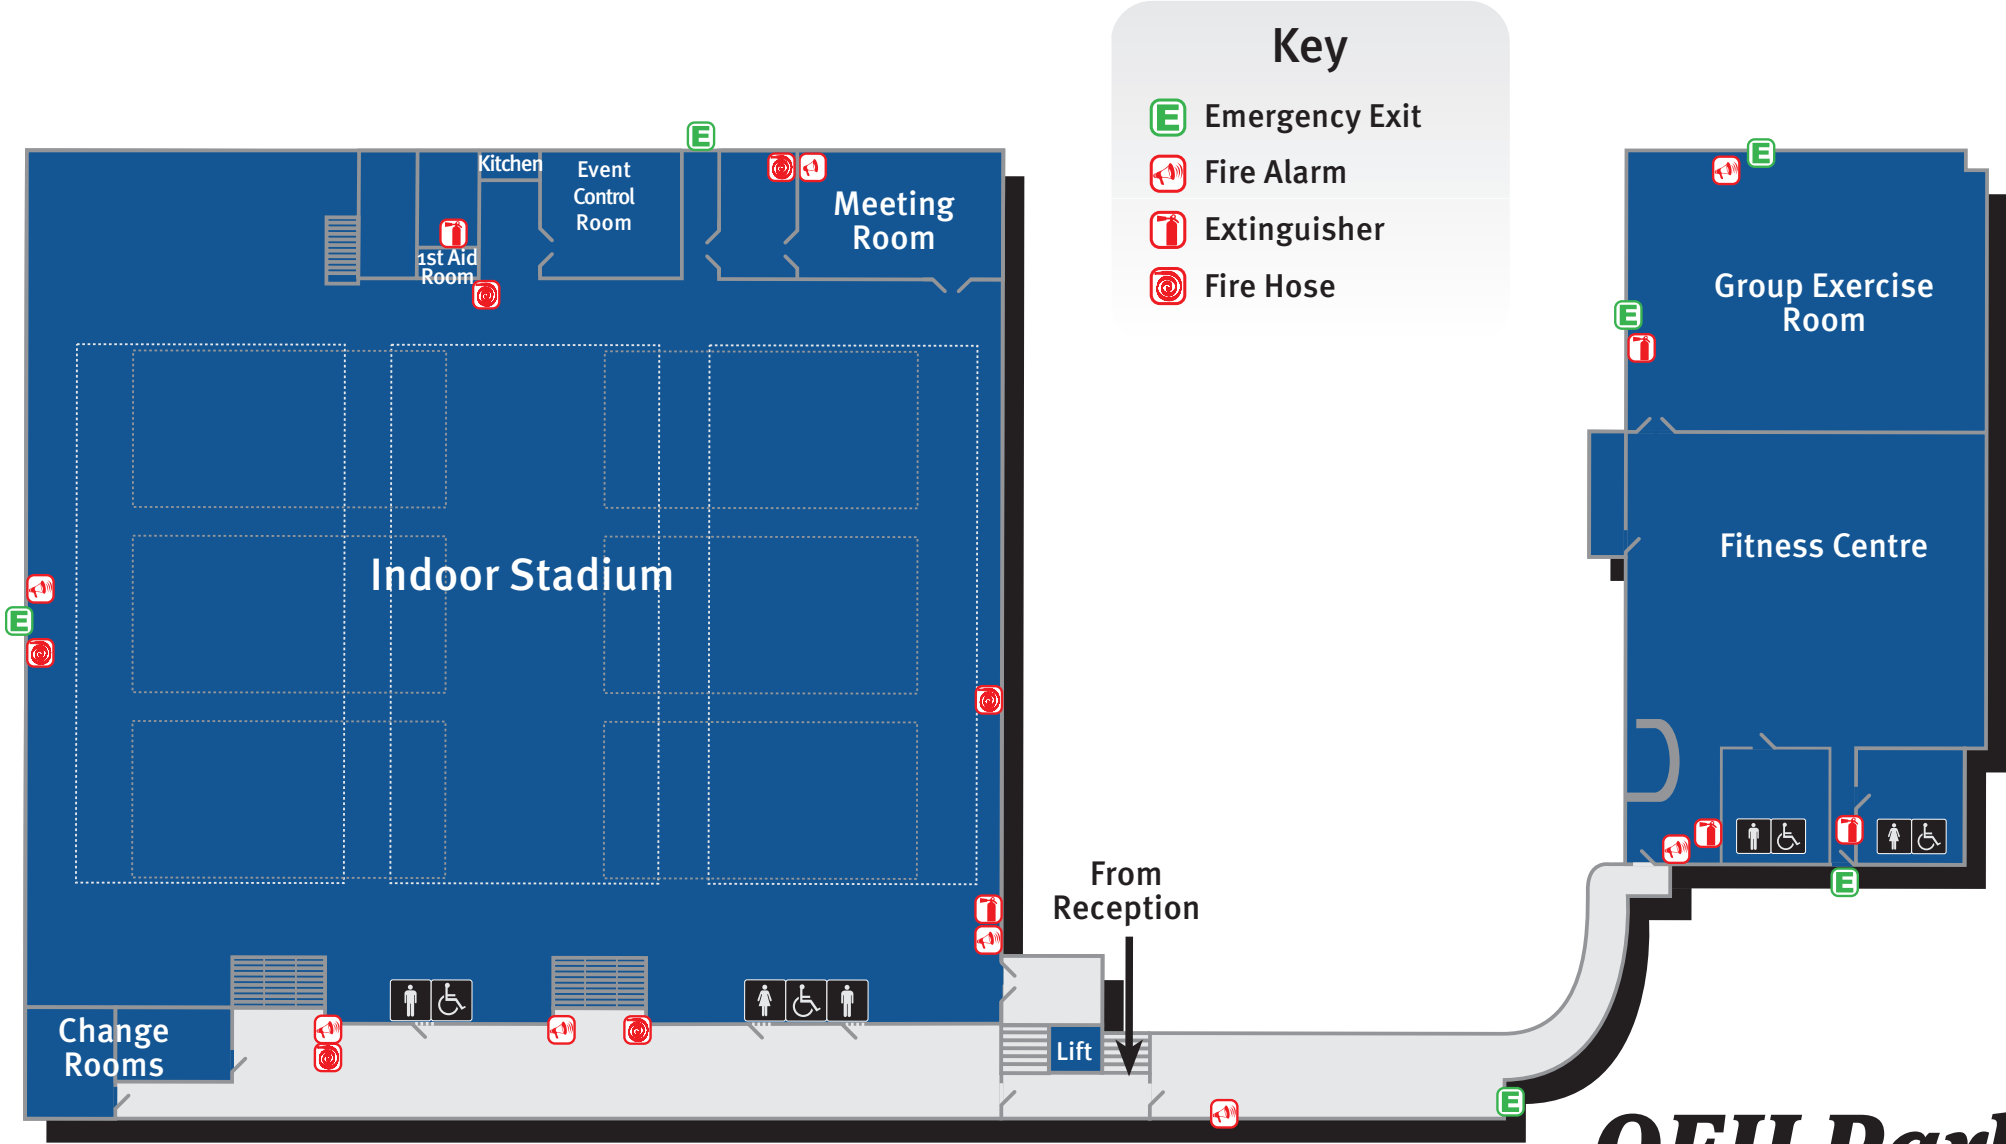 Key
E Emergency Exit
Fire Alarm
Extinguisher
Fire Hose
E
Kitchen
Event
Control
Room
Meeting
Room
1st Aid
Room
E
Group Exercise
Room
E
Fitness Centre
Indoor Stadium
E
From
Reception
E
Change
Rooms
Lift
E